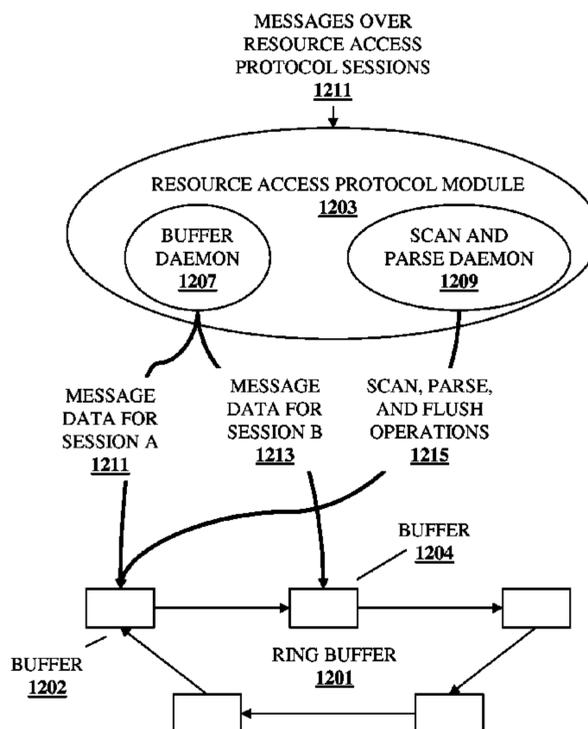 MESSAGES OVER
RESOURCE ACCESS
PROTOCOL SESSIONS
1211
RESOURCE ACCESS PROTOCOL MODULE
1203
BUFFER
DAEMON
1207
SCAN AND
PARSE DAEMON
1209
MESSAGE
DATA FOR
SESSION A
1211
MESSAGE
DATA FOR
SESSION B
1213
SCAN, PARSE,
AND FLUSH
OPERATIONS
1215
BUFFER
1204
BUFFER
1202
RING BUFFER
1201